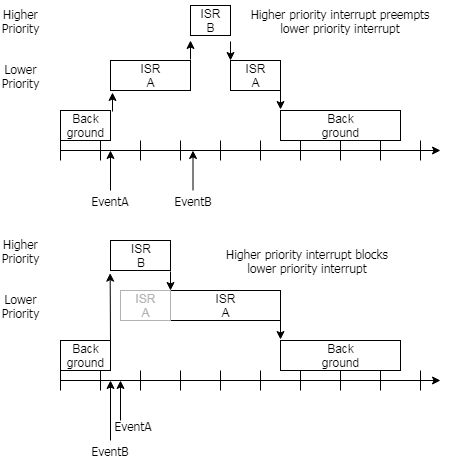 Higher
Priority
ISR
B
Higher priority interrupt preempts
lower priority interrupt
Lower
Priority
ISR
A
ISR
A
Back
ground
Back
ground
EventA
EventB
Higher
Priority
ISR
B
Higher priority interrupt blocks
lower priority interrupt
Lower
Priority
ISR
A
ISR
A
Back
ground
Back
ground
EventA
EventB